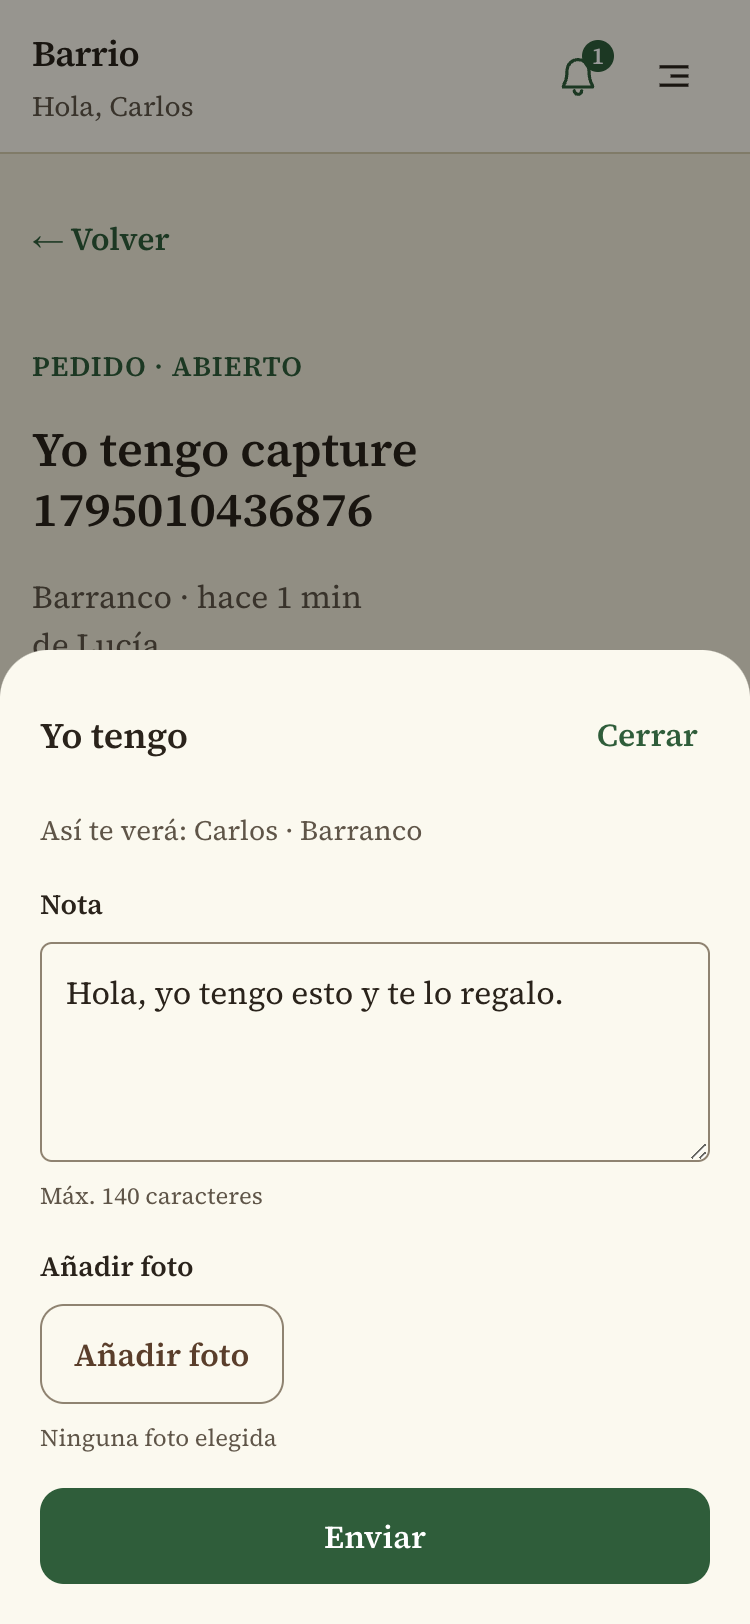 Barrio
Hola, Carlos
1
← Volver
PEDIDO · ABIERTO
Yo tengo capture
1795010436876
Barranco · hace 1 min
de Lucía
Yo tengo
Cerrar
Así te verá: Carlos · Barranco
Nota
Hola, yo tengo esto y te lo regalo.
Máx. 140 caracteres
Añadir foto
Añadir foto
Ninguna foto elegida
Enviar